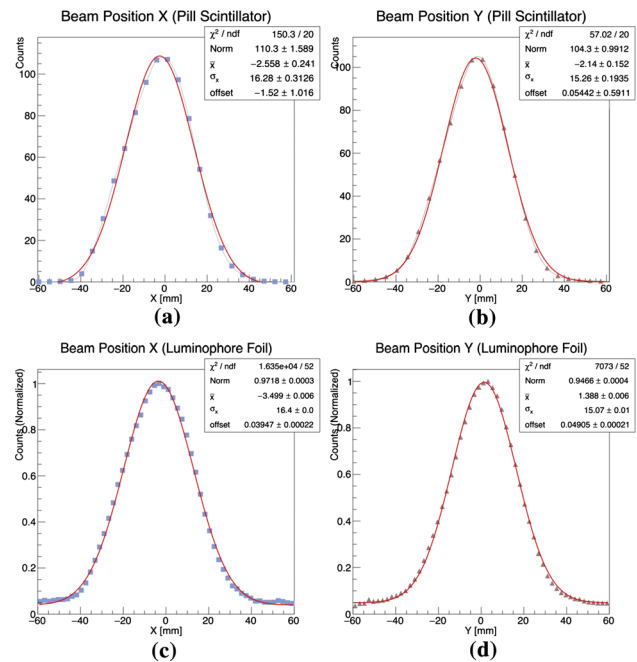 Beam Position X (Pill Scintillator)
χ² / ndf 150.3 / 20
Norm 110.3 ± 1.589
x̄ −2.558 ± 0.241
σₓ 16.28 ± 0.3126
offset −1.52 ± 1.016
Counts
100
80
60
40
20
0
−60 −40 −20 0 20 40 60
X [mm]
(a)
Beam Position Y (Pill Scintillator)
χ² / ndf 57.02 / 20
Norm 104.3 ± 0.9912
x̄ −2.14 ± 0.152
σₓ 15.26 ± 0.1935
offset 0.05442 ± 0.5911
Counts
100
80
60
40
20
0
−60 −40 −20 0 20 40 60
Y [mm]
(b)
Beam Position X (Luminophore Foil)
χ² / ndf 1.635e+04 / 52
Norm 0.9718 ± 0.0003
x̄ −3.499 ± 0.006
σₓ 16.4 ± 0.0
offset 0.03947 ± 0.00022
Counts (Normalized)
1
0.8
0.6
0.4
0.2
0
−60 −40 −20 0 20 40 60
X [mm]
(c)
Beam Position Y (Luminophore Foil)
χ² / ndf 7073 / 52
Norm 0.9466 ± 0.0004
x̄ 1.388 ± 0.006
σₓ 15.07 ± 0.01
offset 0.04905 ± 0.00021
Counts (Normalized)
1
0.8
0.6
0.4
0.2
0
−60 −40 −20 0 20 40 60
Y [mm]
(d)